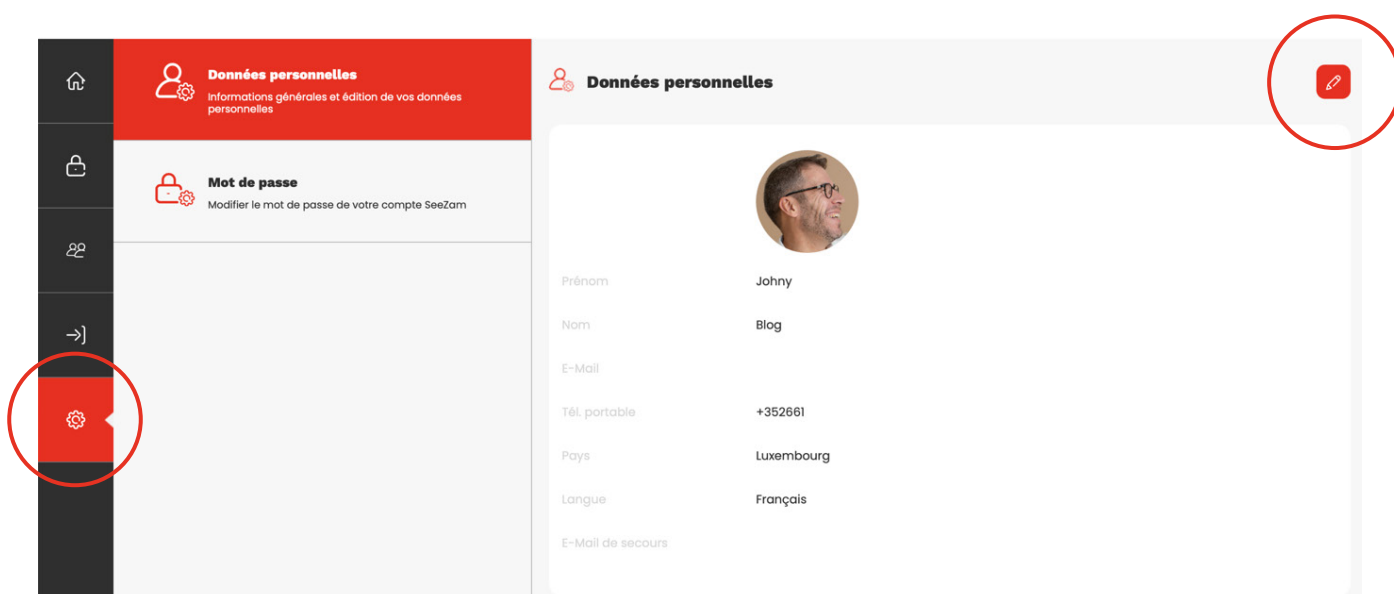 Données personnelles
Informations générales et édition de vos données
personnelles
Mot de passe
Modifier le mot de passe de votre compte SeeZam
Données personnelles
Prénom Johny
Nom Blog
E-Mail
Tél. portable +352661
Pays Luxembourg
Langue Français
E-Mail de secours